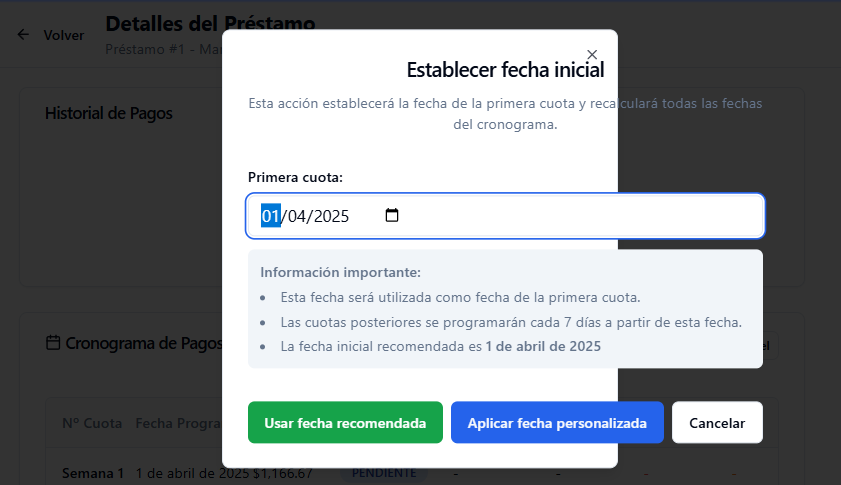 Volver
Detalles del Préstamo
Préstamo #1 - Mar
Historial de Pagos
Establecer fecha inicial
Esta acción establecerá la fecha de la primera cuota y recalculará todas las fechas
del cronograma.
Primera cuota:
01/04/2025
Información importante:
Esta fecha será utilizada como fecha de la primera cuota.
Las cuotas posteriores se programarán cada 7 días a partir de esta fecha.
La fecha inicial recomendada es 1 de abril de 2025
Usar fecha recomendada Aplicar fecha personalizada Cancelar
Cronograma de Pagos
el
Nº Cuota Fecha Progra
Semana 1 1 de abril de 2025 $1,166.67 PENDIENTE - - - -